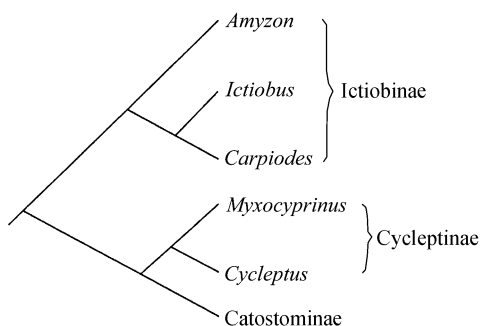 Amyzon
Ictiobus
Ictiobinae
Carpiodes
Myxocyprinus
Cycleptinae
Cycleptus
Catostominae